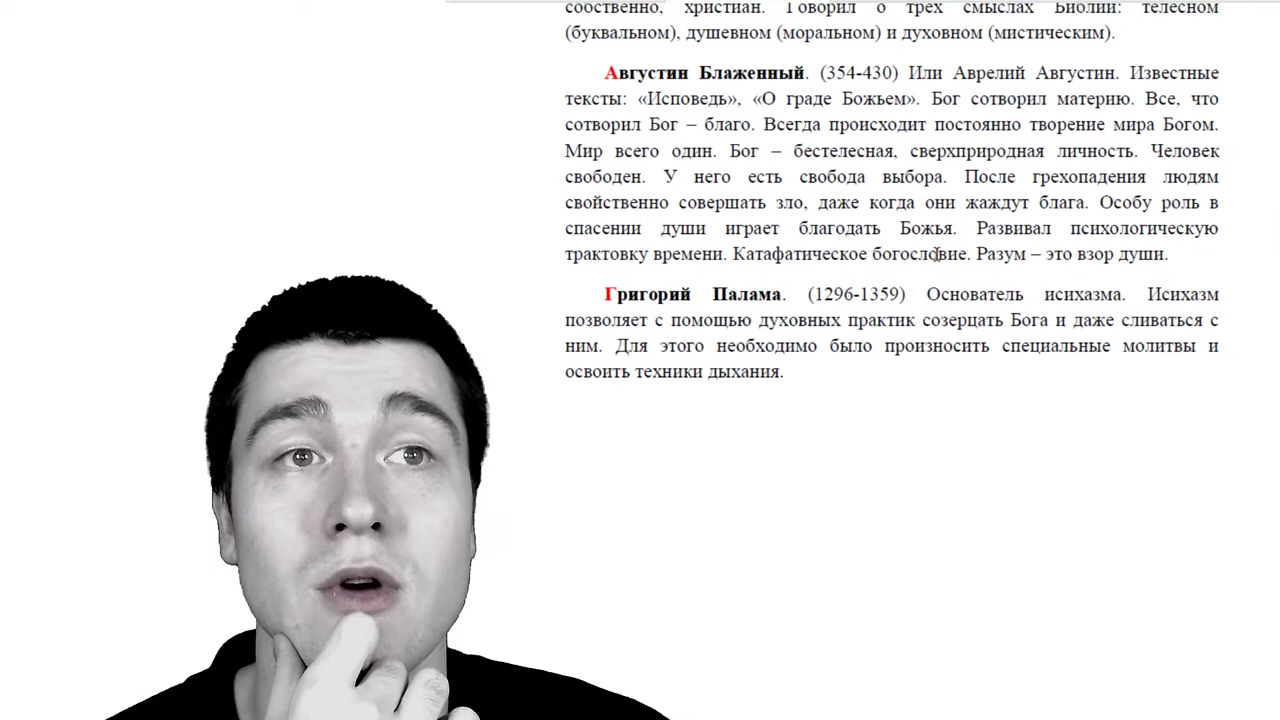 собственно, христиан. Говорил о трех смыслах Библии: телесном
(буквальном), душевном (моральном) и духовном (мистическим).
Августин Блаженный. (354-430) Или Аврелий Августин. Известные
тексты: «Исповедь», «О граде Божьем». Бог сотворил материю. Все, что
сотворил Бог – благо. Всегда происходит постоянно творение мира Богом.
Мир всего один. Бог – бестелесная, сверхприродная личность. Человек
свободен. У него есть свобода выбора. После грехопадения людям
свойственно совершать зло, даже когда они жаждут блага. Особу роль в
спасении души играет благодать Божья. Развивал психологическую
трактовку времени. Катафатическое богословие. Разум – это взор души.
Григорий Палама. (1296-1359) Основатель исихазма. Исихазм
позволяет с помощью духовных практик созерцать Бога и даже сливаться с
ним. Для этого необходимо было произносить специальные молитвы и
освоить техники дыхания.